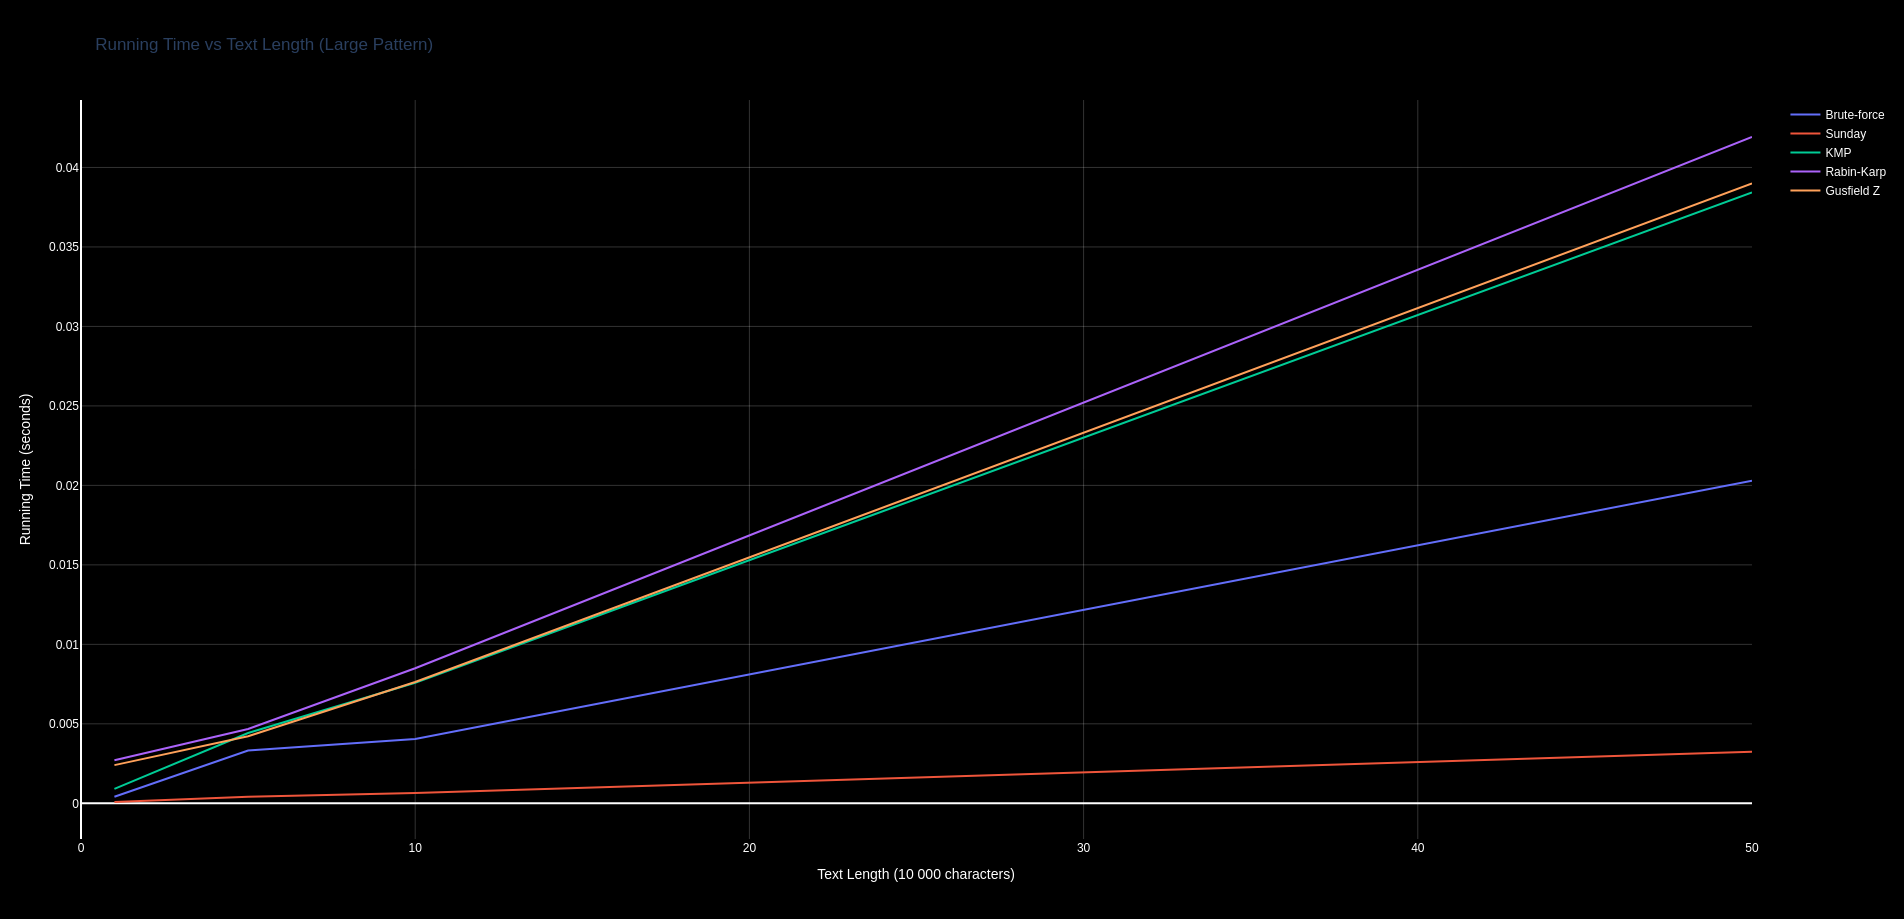 Running Time vs Text Length (Large Pattern)
Brute-force
Sunday
KMP
Rabin-Karp
Gusfield Z
0.04
0.035
0.03
0.025
0.02
0.015
0.01
0.005
0
Running Time (seconds)
0 10 20 30 40 50
Text Length (10 000 characters)